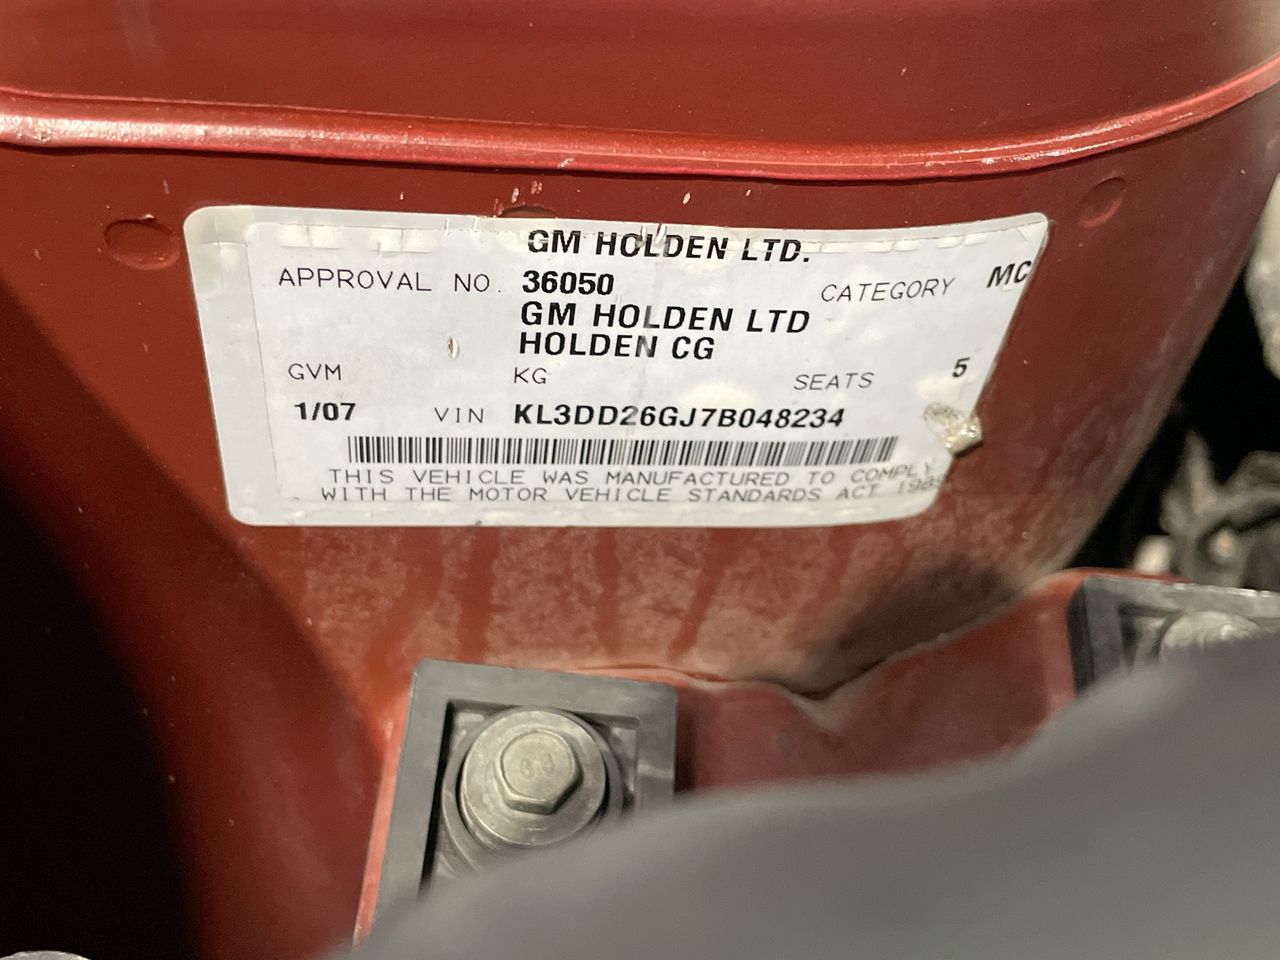 GM HOLDEN LTD.
APPROVAL NO. 36050 CATEGORY MC
GM HOLDEN LTD
HOLDEN CG
GVM KG SEATS 5
1/07 VIN KL3DD26GJ7B048234
THIS VEHICLE WAS MANUFACTURED TO COMPLY
WITH THE MOTOR VEHICLE STANDARDS ACT 1989